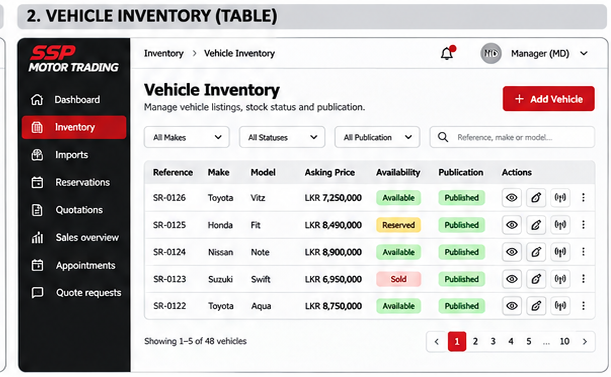 2. VEHICLE INVENTORY (TABLE)
SSP
MOTOR TRADING
Dashboard
Inventory
Imports
Reservations
Quotations
Sales overview
Appointments
Quote requests
Inventory > Vehicle Inventory
MD Manager (MD)
Vehicle Inventory
Manage vehicle listings, stock status and publication.
+ Add Vehicle
All Makes All Statuses All Publication Reference, make or model...
Reference Make Model Asking Price Availability Publication Actions
SR-0126 Toyota Vitz LKR 7,250,000 Available Published
SR-0125 Honda Fit LKR 8,490,000 Reserved Published
SR-0124 Nissan Note LKR 8,900,000 Available Published
SR-0123 Suzuki Swift LKR 6,950,000 Sold Published
SR-0122 Toyota Aqua LKR 8,750,000 Available Published
Showing 1–5 of 48 vehicles
< 1 2 3 4 5 ... 10 >